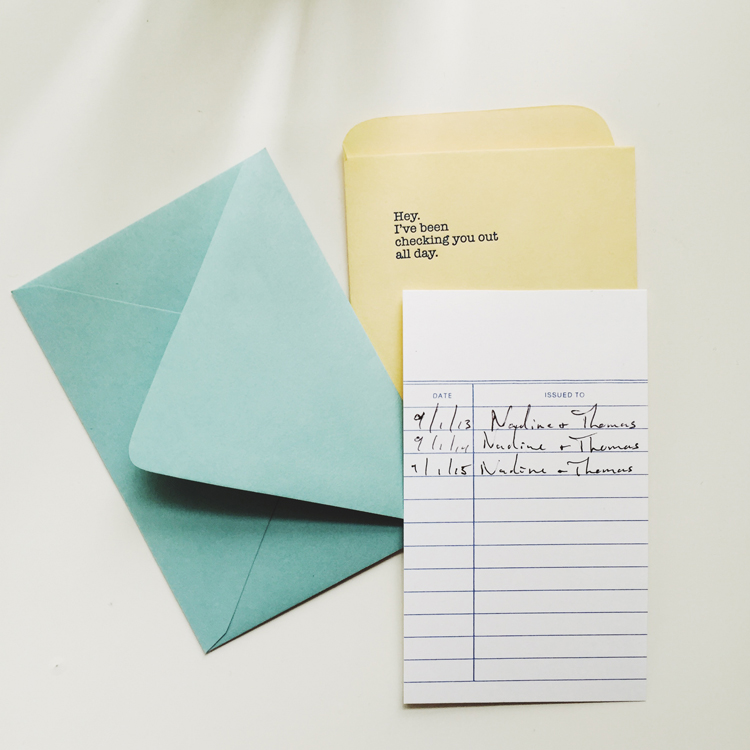 Hey.
I've been
checking you out
all day.
DATE ISSUED TO
9/1/13 Nadine + Thomas
9/1/14 Nadine + Thomas
9/1/15 Nadine + Thomas